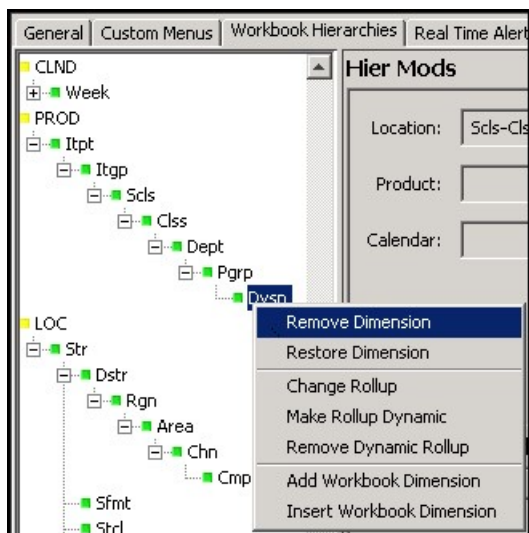 General
Custom Menus
Workbook Hierarchies
Real Time Alert
CLND
Week
PROD
Itpt
Itgp
Scls
Clss
Dept
Pgrp
LOC
Str
Dstr
Rgn
Area
Chn
Cmp
Sfmt
Stcl
Hier Mods
Location:
Scls-Cls
Product:
Calendar:
Remove Dimension
Restore Dimension
Change Rollup
Make Rollup Dynamic
Remove Dynamic Rollup
Add Workbook Dimension
Insert Workbook Dimension